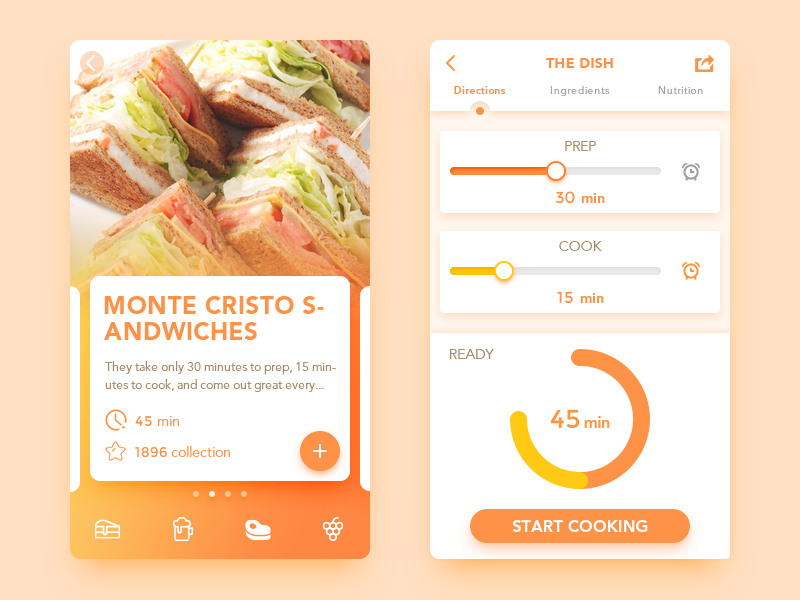 MONTE CRISTO S-
ANDWICHES
They take only 30 minutes to prep, 15 min-
utes to cook, and come out great every...
45 min
1896 collection
THE DISH
Directions
Ingredients
Nutrition
PREP
30 min
COOK
15 min
READY
45 min
START COOKING